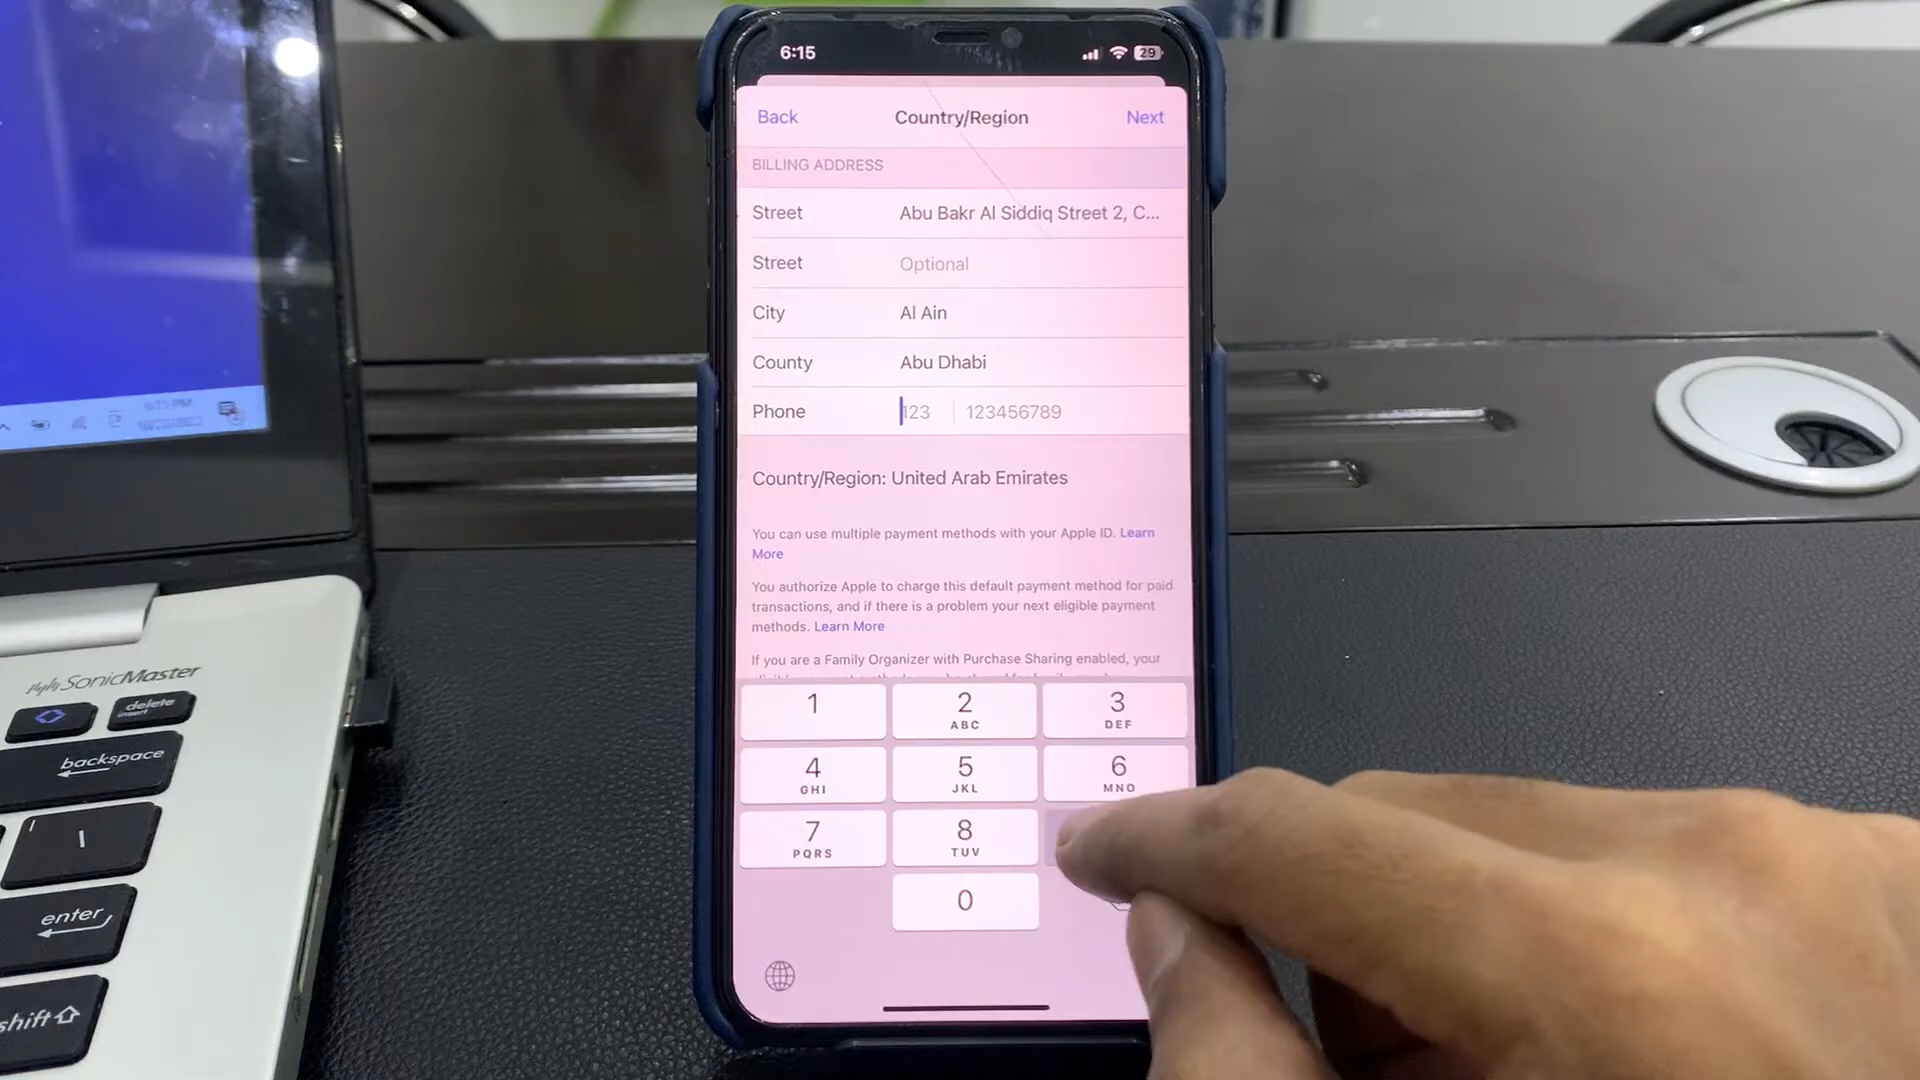 6:15
29
Back
Country/Region
Next
BILLING ADDRESS
Street
Abu Bakr Al Siddiq Street 2, C...
Street
Optional
City
Al Ain
County
Abu Dhabi
Phone
123
123456789
Country/Region: United Arab Emirates
You can use multiple payment methods with your Apple ID. Learn
More
You authorize Apple to charge this default payment method for paid
transactions, and if there is a problem your next eligible payment
methods. Learn More
If you are a Family Organizer with Purchase Sharing enabled, your
1
2
ABC
3
DEF
4
GHI
5
JKL
6
MNO
7
PQRS
8
TUV
0
6:15 PM
SonicMaster
delete
insert
backspace
enter
shift